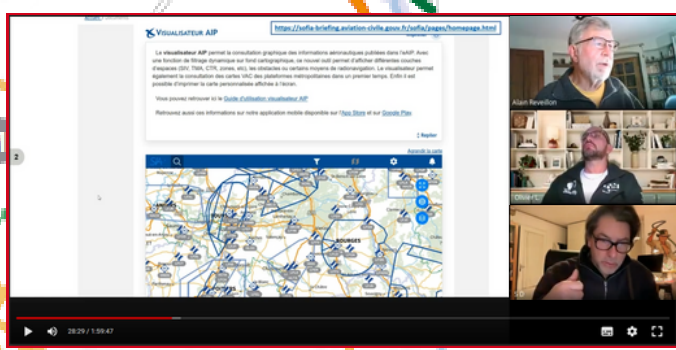 https://sofia-briefing.aviation-civile.gouv.fr/sofia/pages/homepage.html
VISUALISATEUR AIP
Le visualisateur AIP permet la consultation graphique des informations aéronautiques publiées dans l'eAIP. Avec
une fonction de filtrage dynamique sur fond cartographique, ce nouvel outil permet d'afficher différentes couches
d'espaces (SIV, TMA, CTR, zones, etc), les obstacles ou certains moyens de radionavigation. Le visualisateur permet
également la consultation des cartes VAC des plateformes métropolitaines dans un premier temps. Enfin il est
possible d'imprimer la carte personnalisée affichée à l'écran.
Vous pouvez retrouver ici le Guide d'utilisation visualisateur AIP
Retrouvez aussi ces informations sur notre application mobile disponible sur l'App Store et sur Google Play.
Replier
Agrandir la carte
Alain Reveillon
2
Olivier L
BOURGES
28:29 / 1:59:47